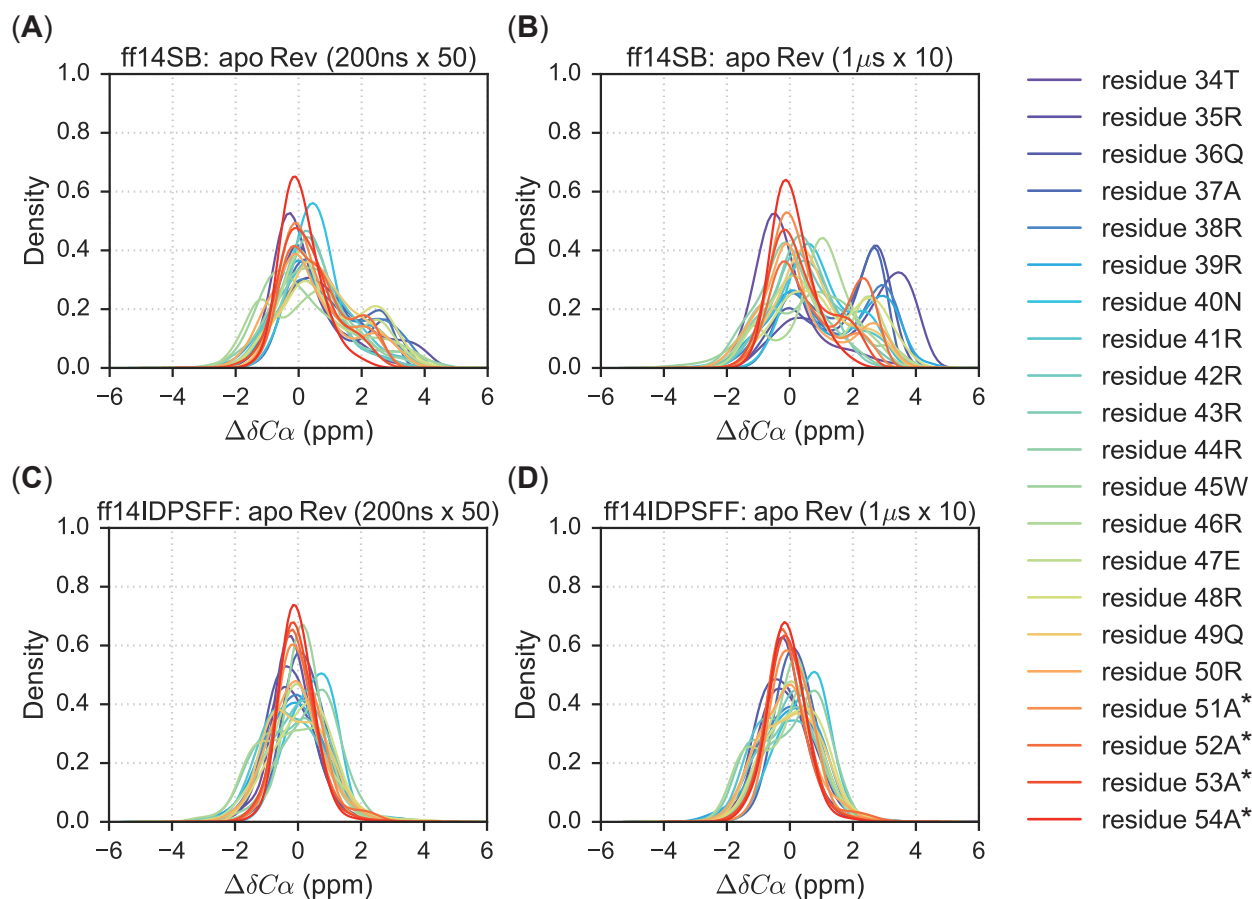 (A)
ff14SB: apo Rev (200ns x 50)
1.0
0.8
0.6
0.4
0.2
0.0
Density
−6 −4 −2 0 2 4 6
ΔδCα (ppm)
(B)
ff14SB: apo Rev (1μs x 10)
1.0
0.8
0.6
0.4
0.2
0.0
Density
−6 −4 −2 0 2 4 6
ΔδCα (ppm)
(C)
ff14IDPSFF: apo Rev (200ns x 50)
1.0
0.8
0.6
0.4
0.2
0.0
Density
−6 −4 −2 0 2 4 6
ΔδCα (ppm)
(D)
ff14IDPSFF: apo Rev (1μs x 10)
1.0
0.8
0.6
0.4
0.2
0.0
Density
−6 −4 −2 0 2 4 6
ΔδCα (ppm)
residue 34T
residue 35R
residue 36Q
residue 37A
residue 38R
residue 39R
residue 40N
residue 41R
residue 42R
residue 43R
residue 44R
residue 45W
residue 46R
residue 47E
residue 48R
residue 49Q
residue 50R
residue 51A*
residue 52A*
residue 53A*
residue 54A*